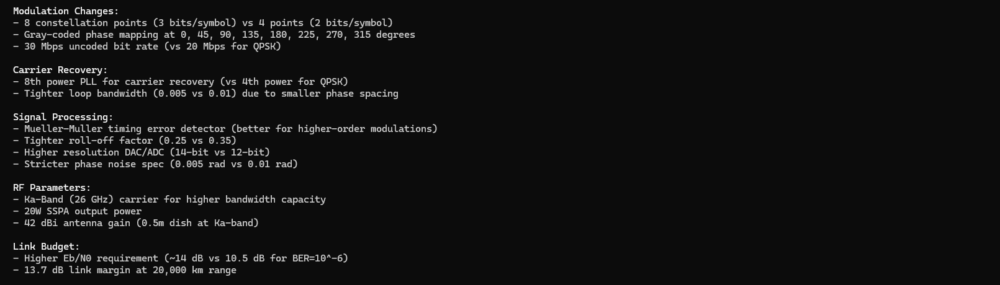 Modulation Changes:
- 8 constellation points (3 bits/symbol) vs 4 points (2 bits/symbol)
- Gray-coded phase mapping at 0, 45, 90, 135, 180, 225, 270, 315 degrees
- 30 Mbps uncoded bit rate (vs 20 Mbps for QPSK)
Carrier Recovery:
- 8th power PLL for carrier recovery (vs 4th power for QPSK)
- Tighter loop bandwidth (0.005 vs 0.01) due to smaller phase spacing
Signal Processing:
- Mueller-Muller timing error detector (better for higher-order modulations)
- Tighter roll-off factor (0.25 vs 0.35)
- Higher resolution DAC/ADC (14-bit vs 12-bit)
- Stricter phase noise spec (0.005 rad vs 0.01 rad)
RF Parameters:
- Ka-Band (26 GHz) carrier for higher bandwidth capacity
- 20W SSPA output power
- 42 dBi antenna gain (0.5m dish at Ka-band)
Link Budget:
- Higher Eb/N0 requirement (~14 dB vs 10.5 dB for BER=10^-6)
- 13.7 dB link margin at 20,000 km range